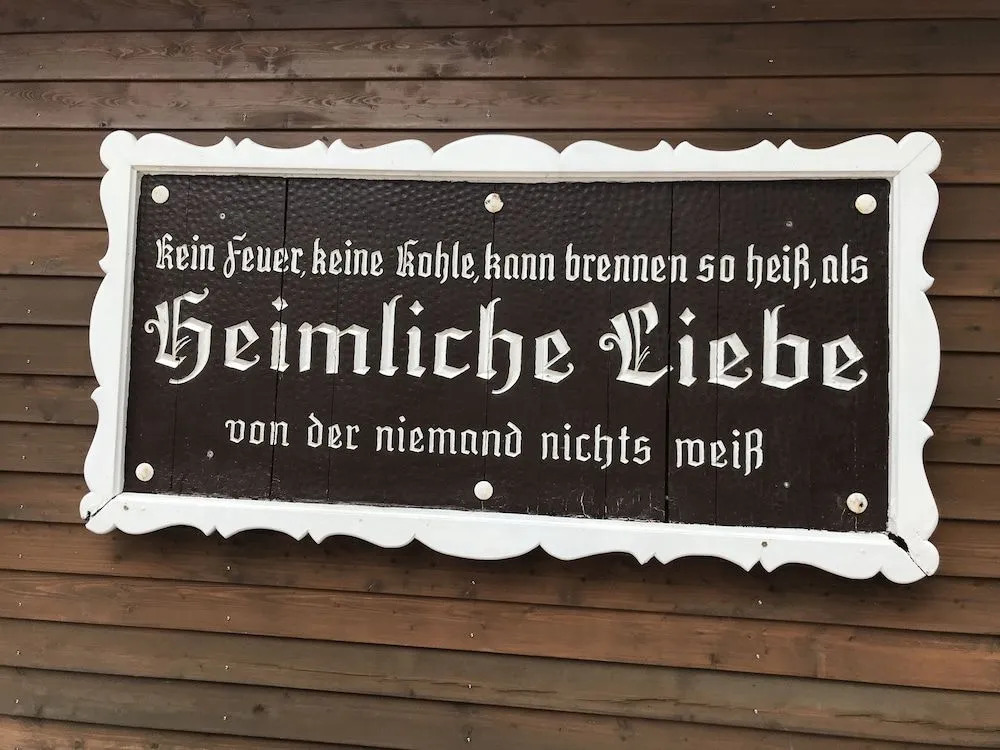 Kein Feuer, keine Kohle, kann brennen so heiß, als
Heimliche Liebe
von der niemand nichts weiß